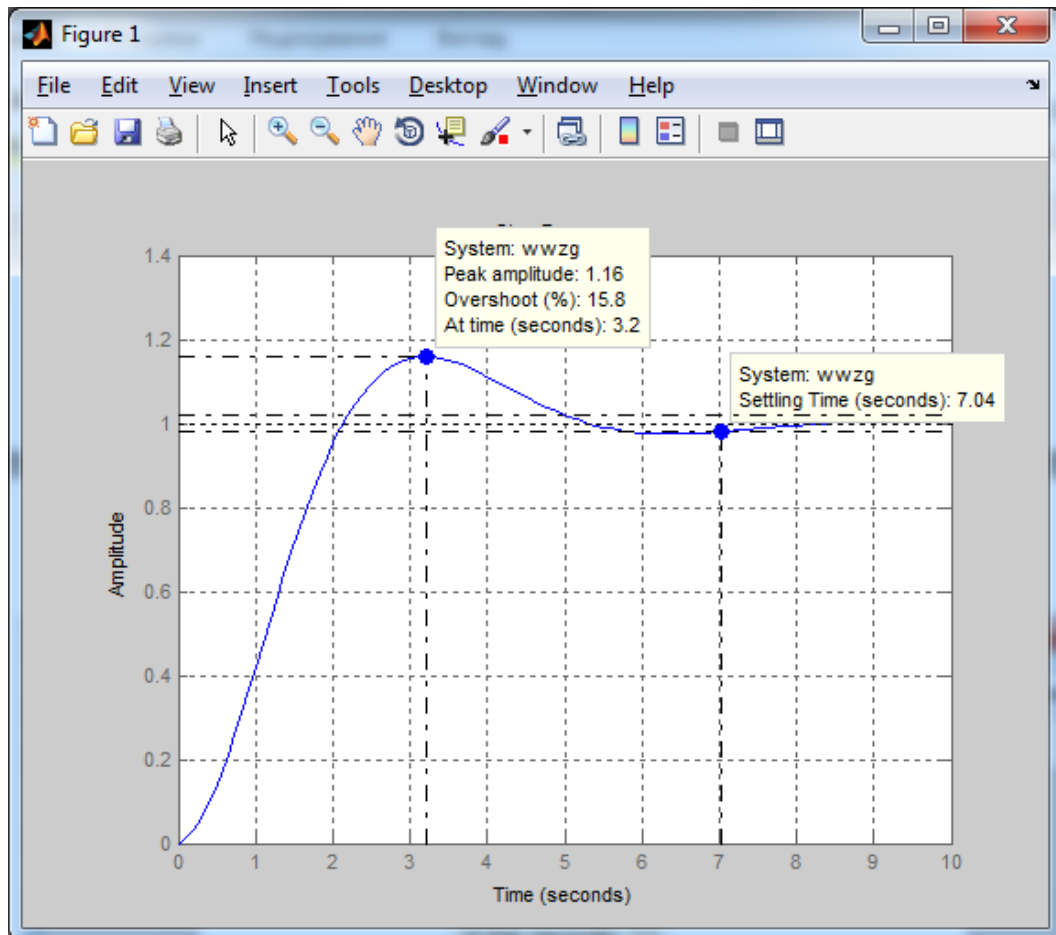 Figure 1
File Edit View Insert Tools Desktop Window Help
System: wwzg
Peak amplitude: 1.16
Overshoot (%): 15.8
At time (seconds): 3.2
System: wwzg
Settling Time (seconds): 7.04
1.4
1.2
1
0.8
0.6
0.4
0.2
0
Amplitude
0 1 2 3 4 5 6 7 8 9 10
Time (seconds)